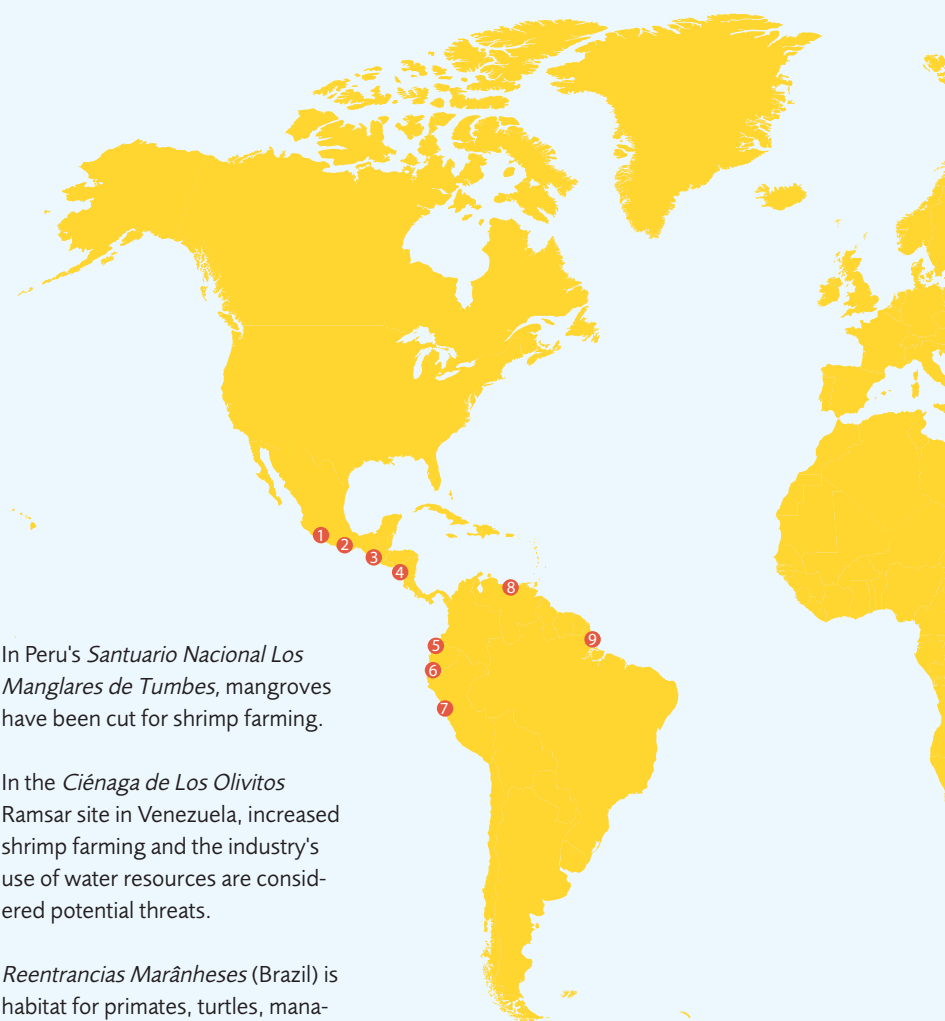 1
2
3
4
8
5
9
6
7
In Peru's Santuario Nacional Los
Manglares de Tumbes, mangroves
have been cut for shrimp farming.
In the Ciénaga de Los Olivitos
Ramsar site in Venezuela, increased
shrimp farming and the industry's
use of water resources are consid-
ered potential threats.
Reentrancias Marânheses (Brazil) is
habitat for primates, turtles, mana-